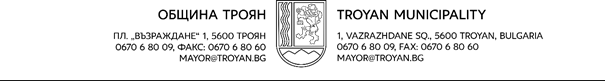 ОБЩИНА ТРОЯН
ПЛ. „ВЪЗРАЖДАНЕ“ 1, 5600 ТРОЯН
0670 6 80 09, ФАКС: 0670 6 80 60
MAYOR@TROYAN.BG
TROYAN MUNICIPALITY
1, VAZRAZHDANE SQ., 5600 TROYAN, BULGARIA
0670 6 80 09, FAX: 0670 6 80 60
MAYOR@TROYAN.BG